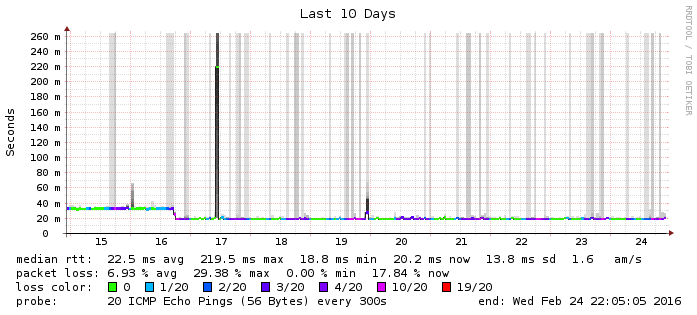 Last 10 Days
RRDTOOL / TOBI OETIKER
Seconds
260 m
240 m
220 m
200 m
180 m
160 m
140 m
120 m
100 m
80 m
60 m
40 m
20 m
0
15 16 17 18 19 20 21 22 23 24
median rtt: 22.5 ms avg 219.5 ms max 18.8 ms min 20.2 ms now 13.8 ms sd 1.6 am/s
packet loss: 6.93 % avg 29.38 % max 0.00 % min 17.84 % now
loss color: 0 1/20 2/20 3/20 4/20 10/20 19/20
probe: 20 ICMP Echo Pings (56 Bytes) every 300s end: Wed Feb 24 22:05:05 2016